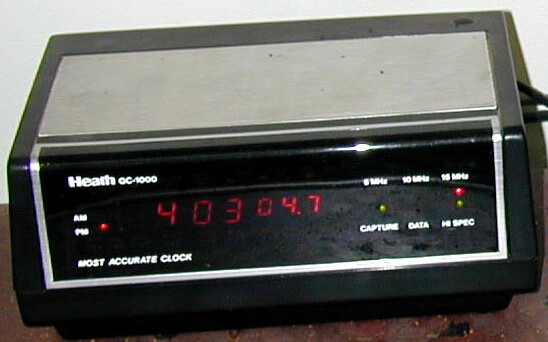 Heath GC-1000
5 MHz 10 MHz 15 MHz
AM
PM
4 03 04.7
CAPTURE DATA HI SPEC
MOST ACCURATE CLOCK